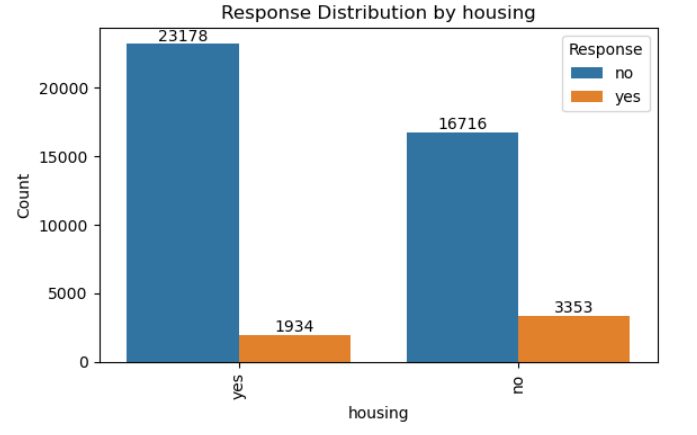 Response Distribution by housing
23178
Response
no
yes
16716
3353
1934
20000
15000
10000
5000
0
Count
yes
no
housing